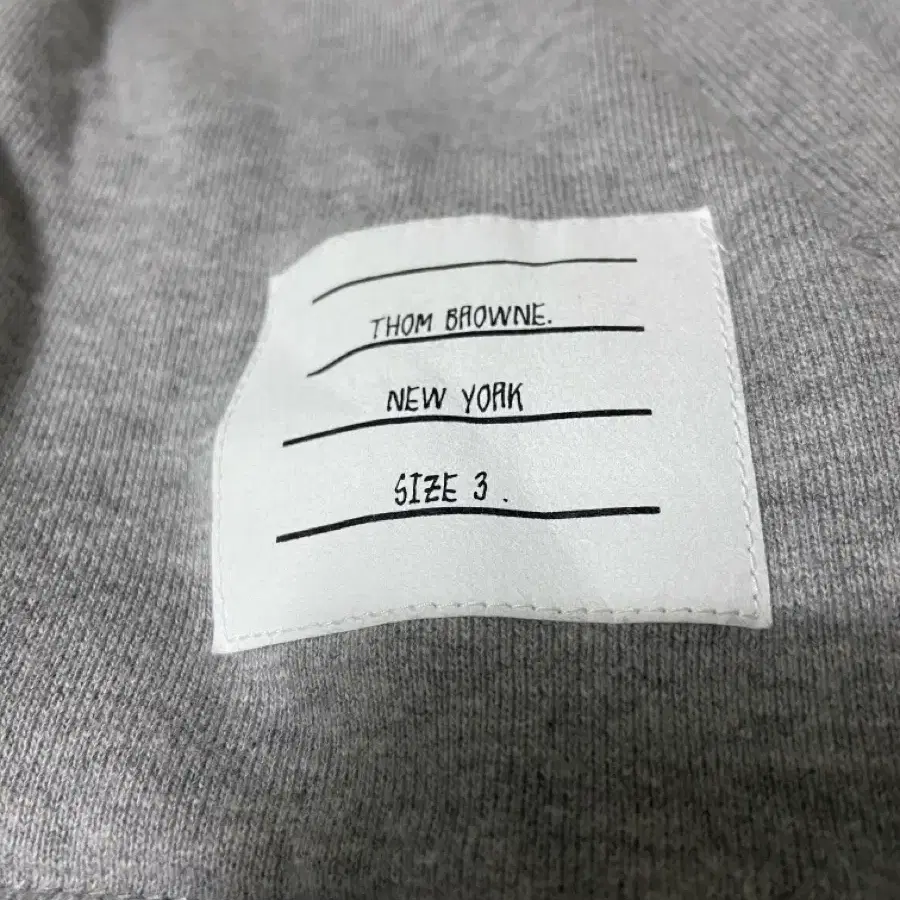 THOM BROWNE.
NEW YORK
SIZE 3 .